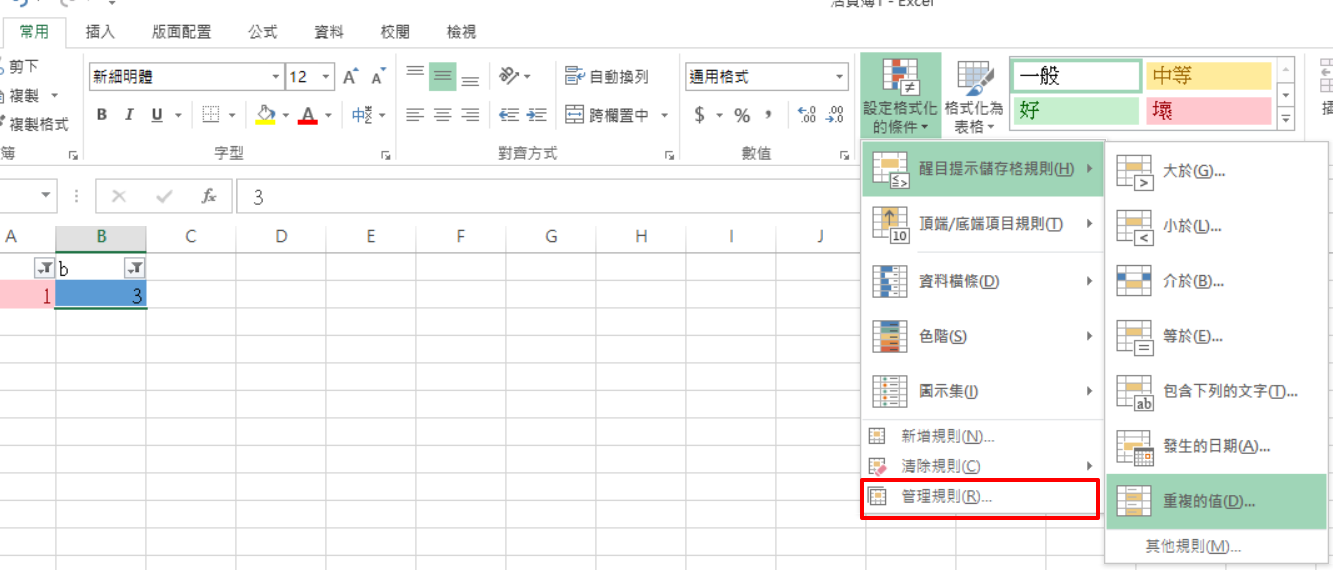 活頁簿1 - Excel
常用 插入 版面配置 公式 資料 校閱 檢視
剪下
複製
複製格式
簿
新細明體 12
B I U
字型
自動換列
跨欄置中
對齊方式
通用格式
$ % ,
數值
設定格式化的條件
格式化為表格
一般 中等
好 壞
3
A B C D E F G H I J
b
1 3
醒目提示儲存格規則(H)
頂端/底端項目規則(T)
資料橫條(D)
色階(S)
圖示集(I)
新增規則(N)...
清除規則(C)
管理規則(R)...
大於(G)...
小於(L)...
介於(B)...
等於(E)...
包含下列的文字(T)...
發生的日期(A)...
重複的值(D)...
其他規則(M)...